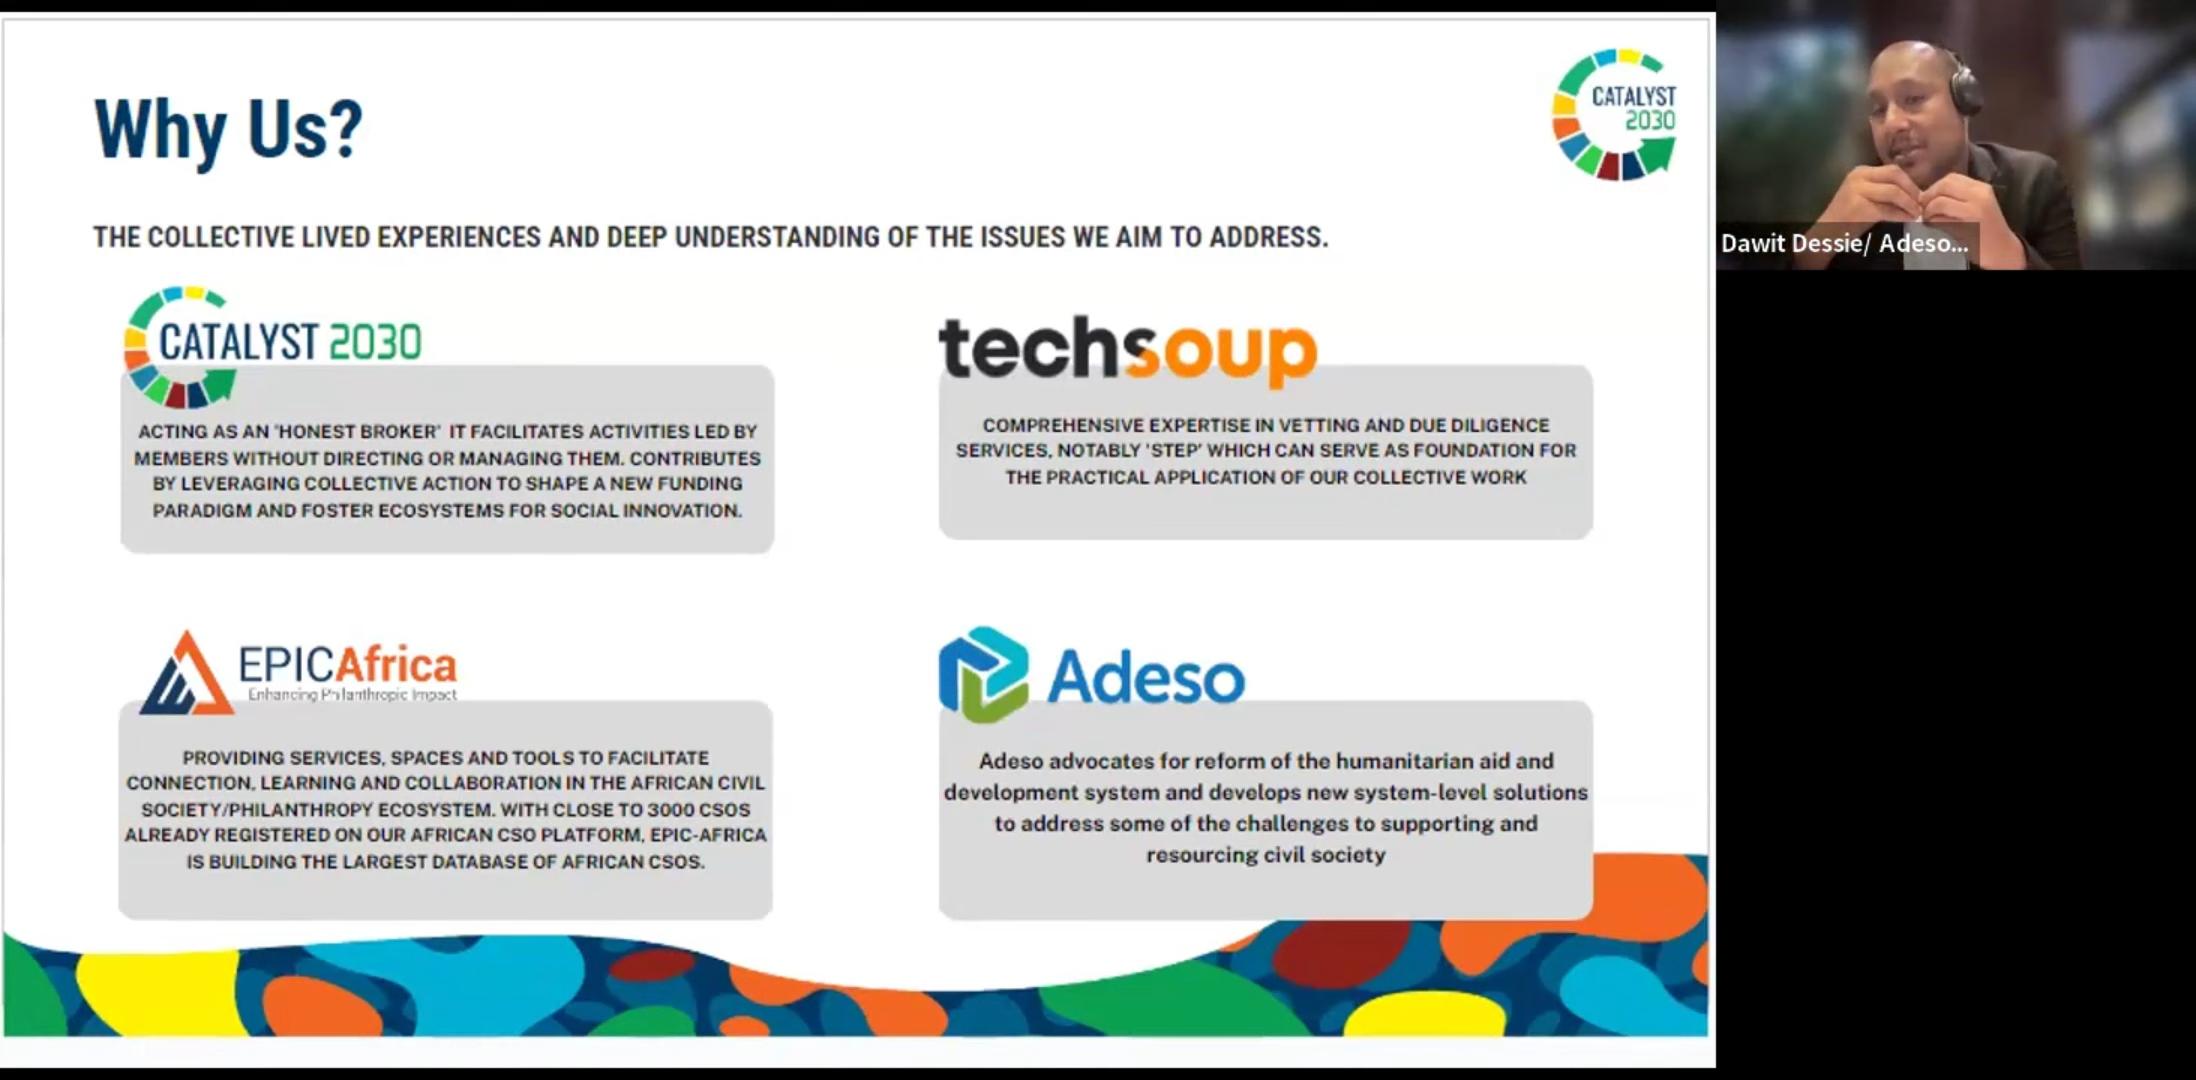 Why Us?
CATALYST
2030
THE COLLECTIVE LIVED EXPERIENCES AND DEEP UNDERSTANDING OF THE ISSUES WE AIM TO ADDRESS.
CATALYST 2030
ACTING AS AN 'HONEST BROKER' IT FACILITATES ACTIVITIES LED BY
MEMBERS WITHOUT DIRECTING OR MANAGING THEM. CONTRIBUTES
BY LEVERAGING COLLECTIVE ACTION TO SHAPE A NEW FUNDING
PARADIGM AND FOSTER ECOSYSTEMS FOR SOCIAL INNOVATION.
techsoup
COMPREHENSIVE EXPERTISE IN VETTING AND DUE DILIGENCE
SERVICES, NOTABLY 'STEP' WHICH CAN SERVE AS FOUNDATION FOR
THE PRACTICAL APPLICATION OF OUR COLLECTIVE WORK
EPICAfrica
Enhancing Philanthropic Impact
PROVIDING SERVICES, SPACES AND TOOLS TO FACILITATE
CONNECTION, LEARNING AND COLLABORATION IN THE AFRICAN CIVIL
SOCIETY/PHILANTHROPY ECOSYSTEM. WITH CLOSE TO 3000 CSOS
ALREADY REGISTERED ON OUR AFRICAN CSO PLATFORM, EPIC-AFRICA
IS BUILDING THE LARGEST DATABASE OF AFRICAN CSOS.
Adeso
Adeso advocates for reform of the humanitarian aid and
development system and develops new system-level solutions
to address some of the challenges to supporting and
resourcing civil society
Dawit Dessie/ Adeso...